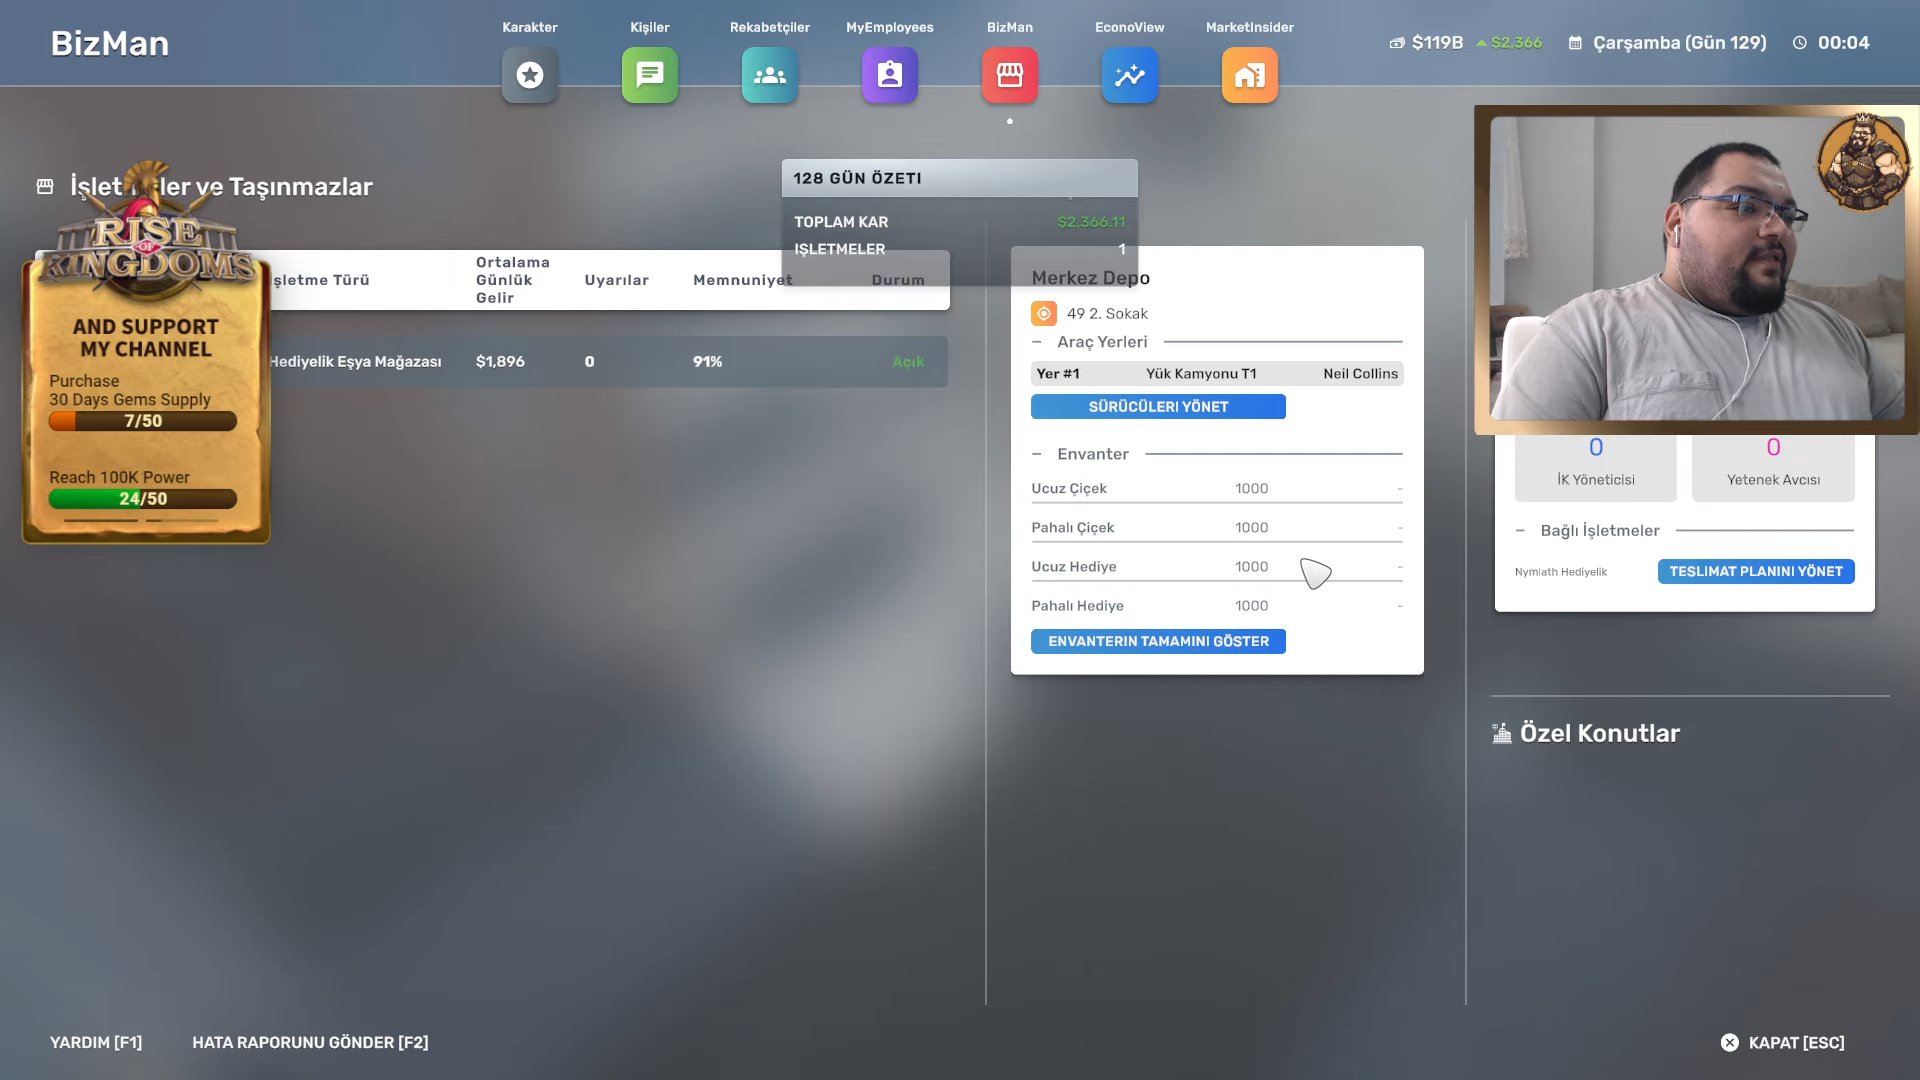 BizMan
Karakter
Kişiler
Rekabetçiler
MyEmployees
BizMan
EconoView
MarketInsider
$119B
$2,366
Çarşamba (Gün 129)
00:04
128 GÜN ÖZETI
TOPLAM KAR
$2,366.11
IŞLETMELER
1
RISE
OF
KINGDOMS
AND SUPPORT
MY CHANNEL
Purchase
30 Days Gems Supply
7/50
Reach 100K Power
24/50
ve Taşınmazlar
Ortalama
Günlük
Gelir
Uyarılar
Memnuniyet
Durum
Hediyelik Eşya Mağazası
$1,896
0
91%
Açık
Merkez Depo
49 2. Sokak
Araç Yerleri
Yer #1
Yük Kamyonu T1
Neil Collins
SÜRÜCÜLERI YÖNET
Envanter
Ucuz Çiçek
1000
-
Pahalı Çiçek
1000
-
Ucuz Hediye
1000
-
Pahalı Hediye
1000
-
ENVANTERIN TAMAMINI GÖSTER
0
İK Yöneticisi
0
Yetenek Avcısı
Bağlı İşletmeler
Nymlath Hediyelik
TESLIMAT PLANINI YÖNET
Özel Konutlar
YARDIM [F1]
HATA RAPORUNU GÖNDER [F2]
KAPAT [ESC]